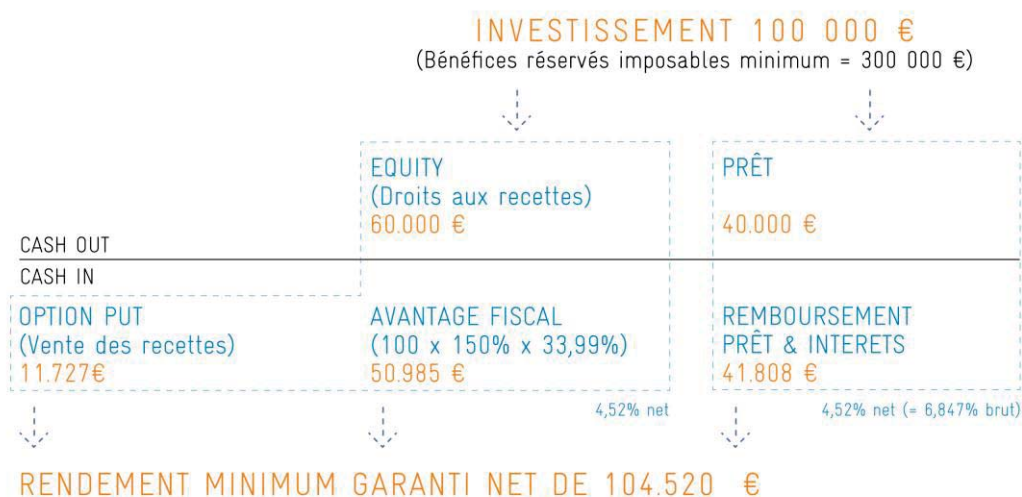 INVESTISSEMENT 100 000 €
(Bénéfices réservés imposables minimum = 300 000 €)
EQUITY
(Droits aux recettes)
60.000 €
PRÊT
40.000 €
CASH OUT
CASH IN
OPTION PUT
(Vente des recettes)
11.727€
AVANTAGE FISCAL
(100 x 150% x 33,99%)
50.985 €
4,52% net
REMBOURSEMENT
PRÊT & INTERETS
41.808 €
4,52% net (= 6,847% brut)
RENDEMENT MINIMUM GARANTI NET DE 104.520 €